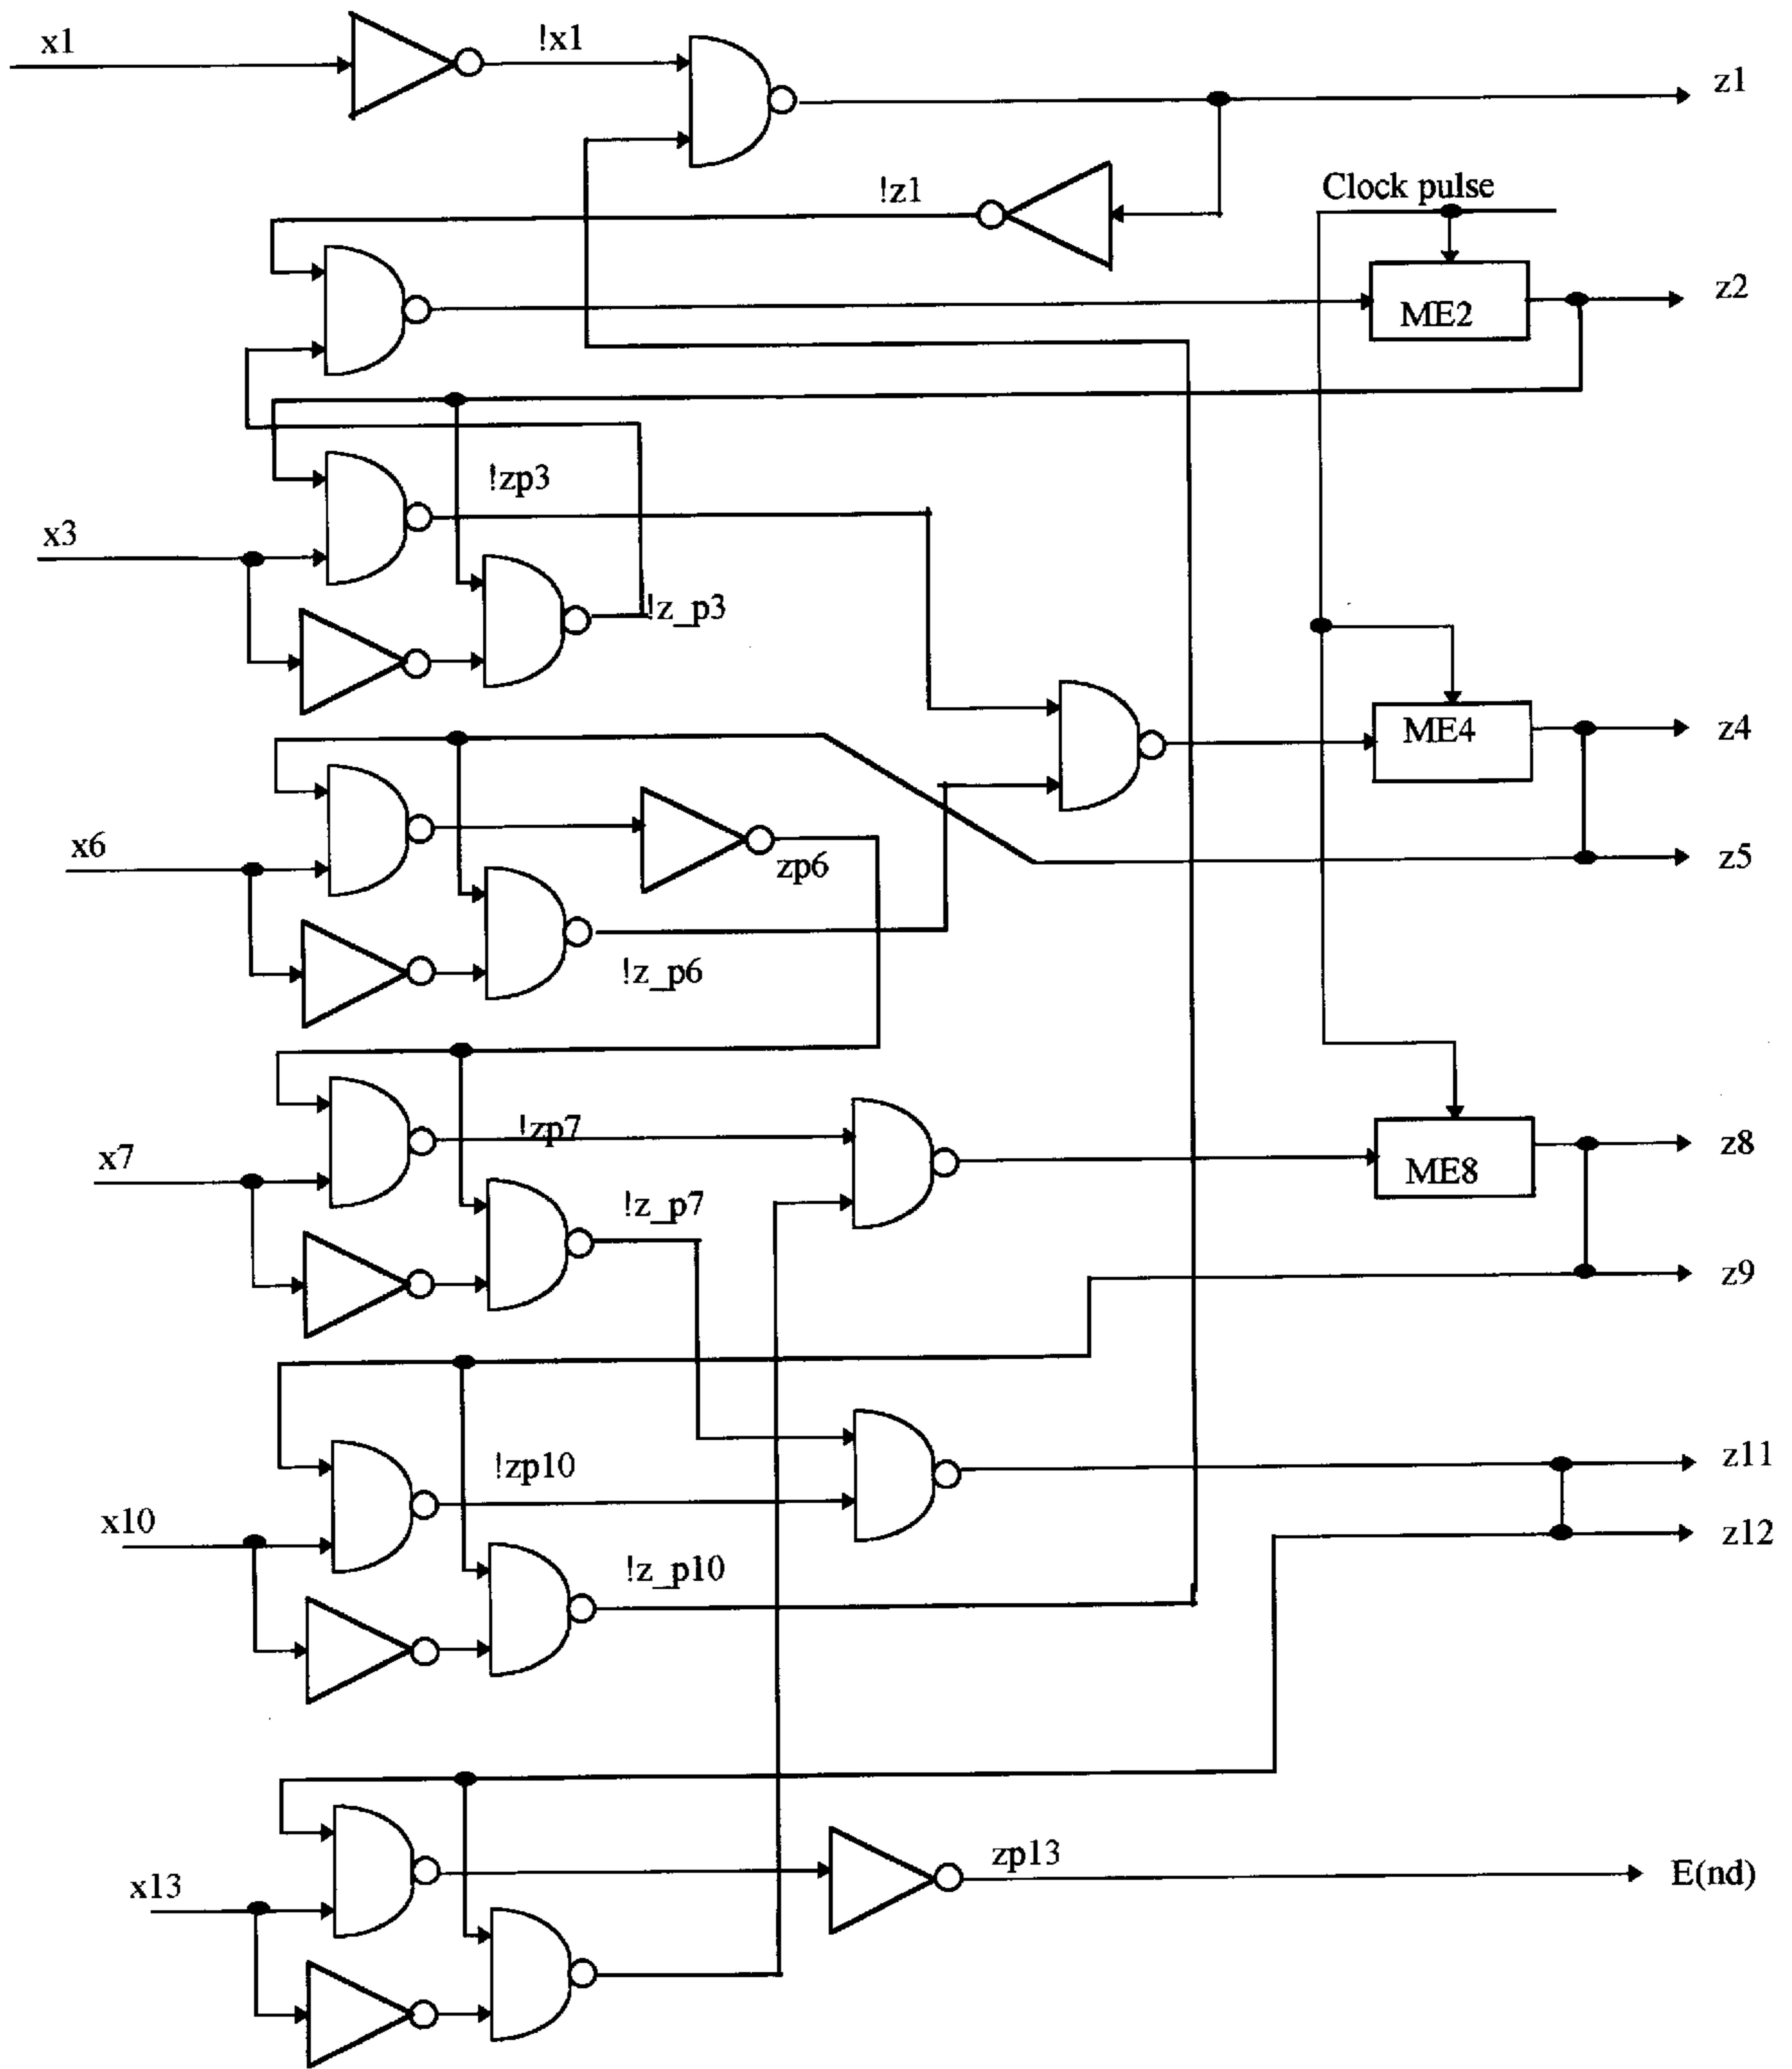 x1
!x1
z1
!z1
Clock pulse
ME2
z2
!zp3
x3
!z_p3
ME4
z4
x6
zp6
z5
!z_p6
!zp7
x7
ME8
z8
!z_p7
z9
!zp10
z11
x10
z12
!z_p10
zp13
E(nd)
x13